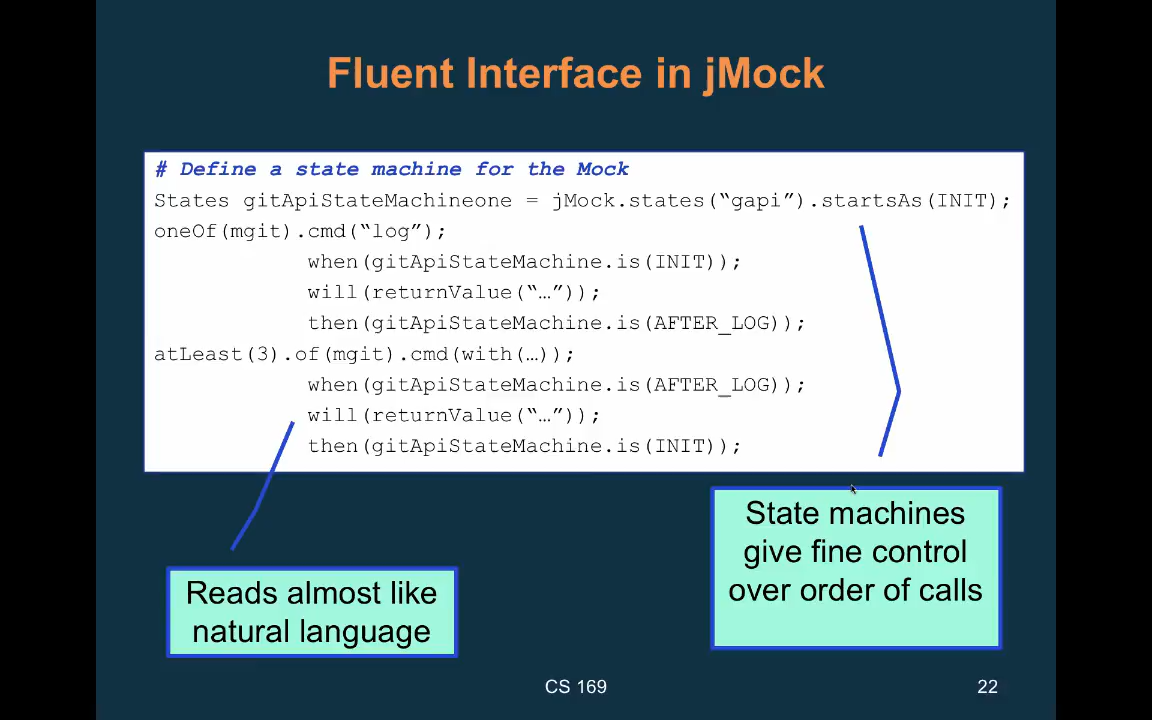 Fluent Interface in jMock
# Define a state machine for the Mock
States gitApiStateMachineone = jMock.states(“gapi”).startsAs(INIT);
oneOf(mgit).cmd(“log”);
when(gitApiStateMachine.is(INIT));
will(returnValue(“…”));
then(gitApiStateMachine.is(AFTER_LOG));
atLeast(3).of(mgit).cmd(with(…));
when(gitApiStateMachine.is(AFTER_LOG));
will(returnValue(“…”));
then(gitApiStateMachine.is(INIT));
Reads almost like
natural language
State machines
give fine control
over order of calls
CS 169
22